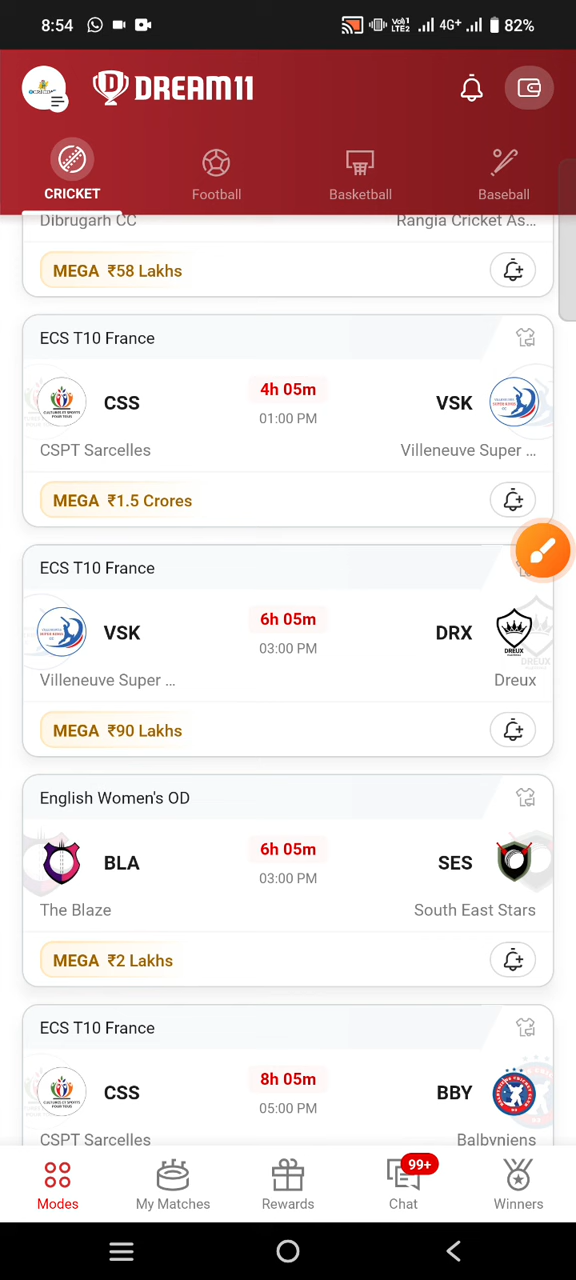 8:54
Vo)) LTE2 4G+ 82%
DREAM11
CRICKET Football Basketball Baseball
Dibrugarh CC Rangia Cricket As...
MEGA ₹58 Lakhs
ECS T10 France
CSS 4h 05m VSK
01:00 PM
CSPT Sarcelles Villeneuve Super ...
MEGA ₹1.5 Crores
ECS T10 France
VSK 6h 05m DRX
03:00 PM
DREUX
Villeneuve Super ... Dreux
MEGA ₹90 Lakhs
English Women's OD
BLA 6h 05m SES
03:00 PM
The Blaze South East Stars
MEGA ₹2 Lakhs
ECS T10 France
CSS 8h 05m BBY
05:00 PM
CSPT Sarcelles Balbyniens
99+
Modes My Matches Rewards Chat Winners